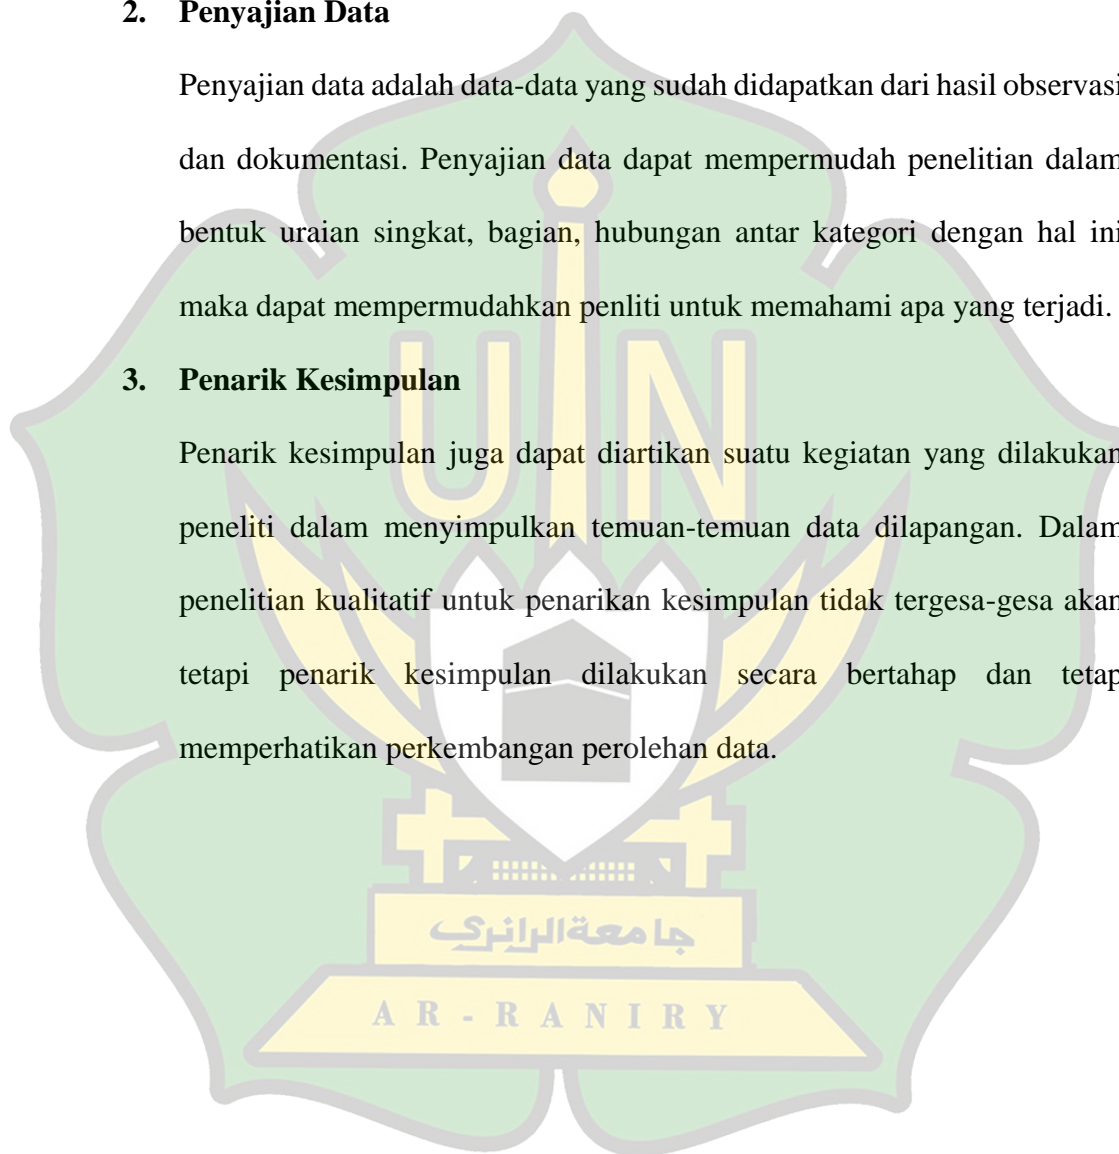 2. Penyajian Data
Penyajian data adalah data-data yang sudah didapatkan dari hasil observasi
dan dokumentasi. Penyajian data dapat mempermudah penelitian dalam
bentuk uraian singkat, bagian, hubungan antar kategori dengan hal ini
maka dapat mempermudahkan penliti untuk memahami apa yang terjadi.
UIN
3. Penarik Kesimpulan
Penarik kesimpulan juga dapat diartikan suatu kegiatan yang dilakukan
peneliti dalam menyimpulkan temuan-temuan data dilapangan. Dalam
penelitian kualitatif untuk penarikan kesimpulan tidak tergesa-gesa akan
tetapi penarik kesimpulan dilakukan secara bertahap dan tetap
memperhatikan perkembangan perolehan data.
جامعةالرانري
AR-RANIRY